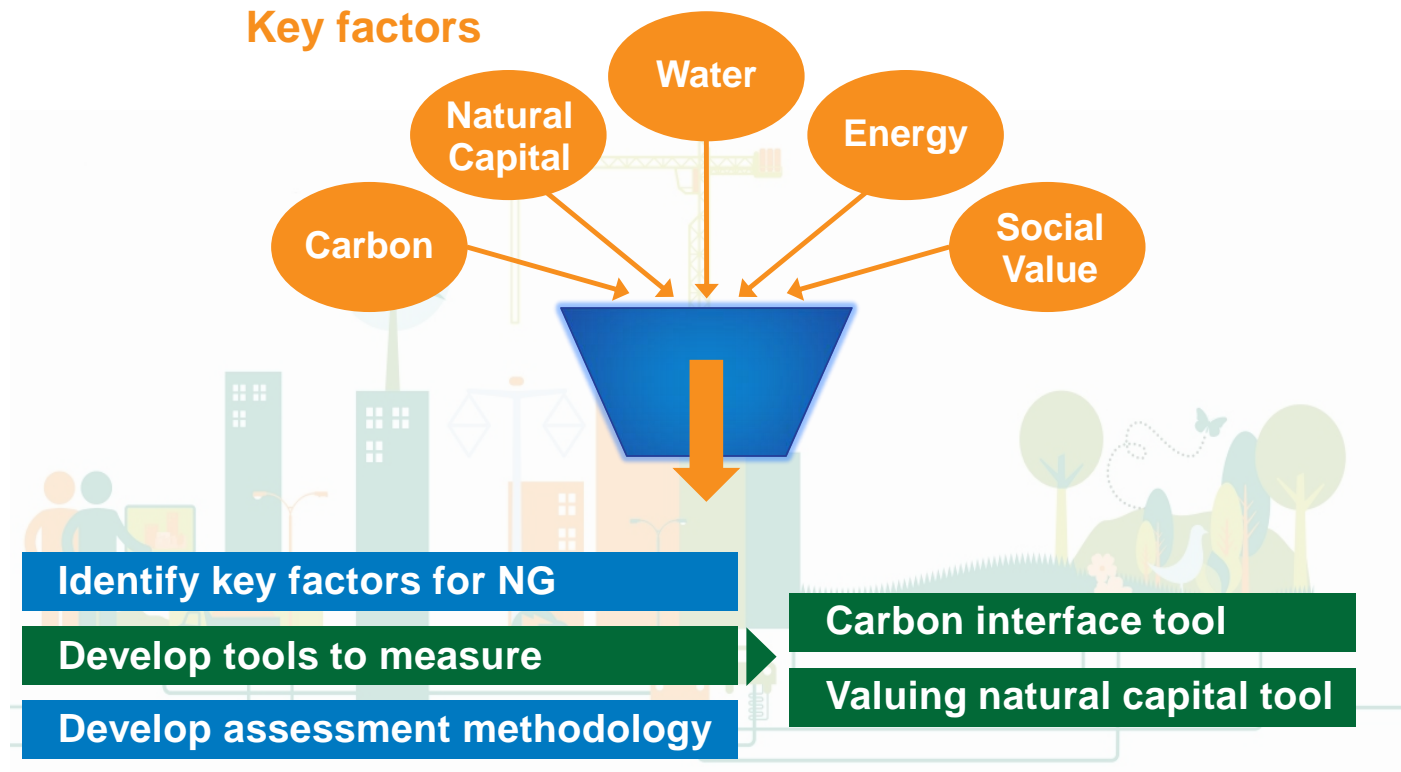 Key factors
Water
Natural
Capital
Energy
Carbon
Social
Value
Identify key factors for NG
Develop tools to measure
Develop assessment methodology
Carbon interface tool
Valuing natural capital tool